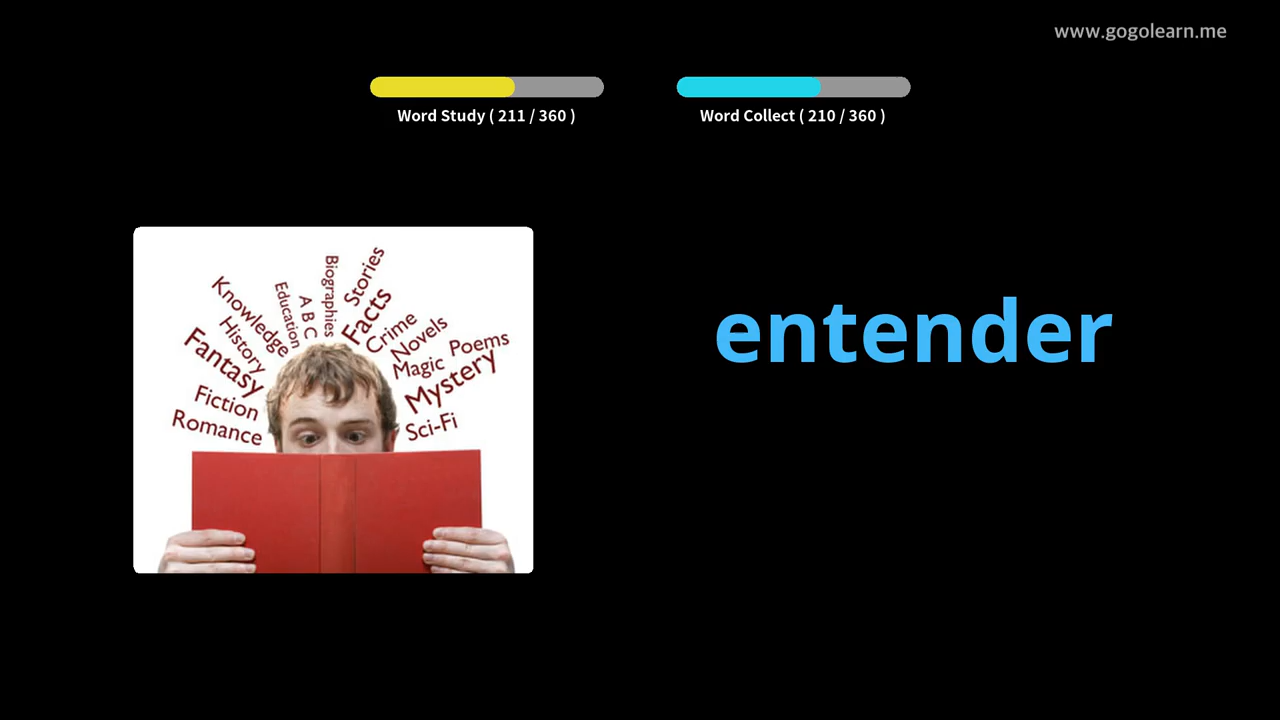 www.gogolearn.me
Word Study ( 211 / 360 )
Word Collect ( 210 / 360 )
Biographies
Stories
Education
A B C
Facts
Knowledge
Crime
History
Novels
Fantasy
Magic
Poems
Mystery
Fiction
Romance
Sci-Fi
entender